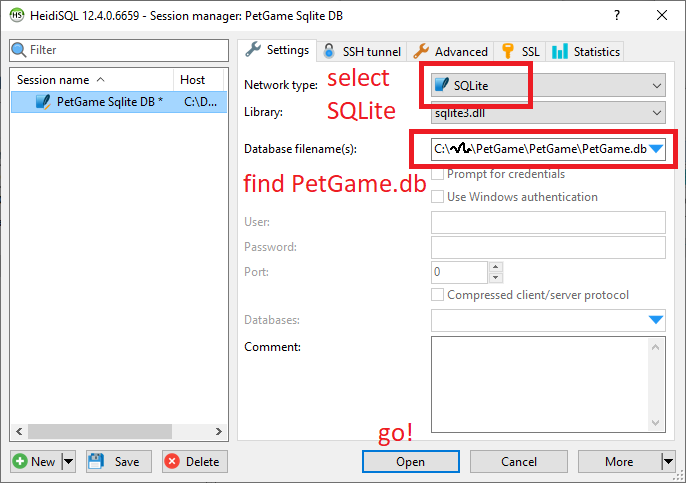 HS HeidiSQL 12.4.0.6659 - Session manager: PetGame Sqlite DB
Filter
Session name Host
PetGame Sqlite DB * C:\D...
Settings SSH tunnel Advanced SSL Statistics
Network type: select SQLite
Library: SQLite sqlite3.dll
Database filename(s): C:\ \PetGame\PetGame\PetGame.db
find PetGame.db
Prompt for credentials
Use Windows authentication
User:
Password:
Port: 0
Compressed client/server protocol
Databases:
Comment:
go!
New Save Delete Open Cancel More